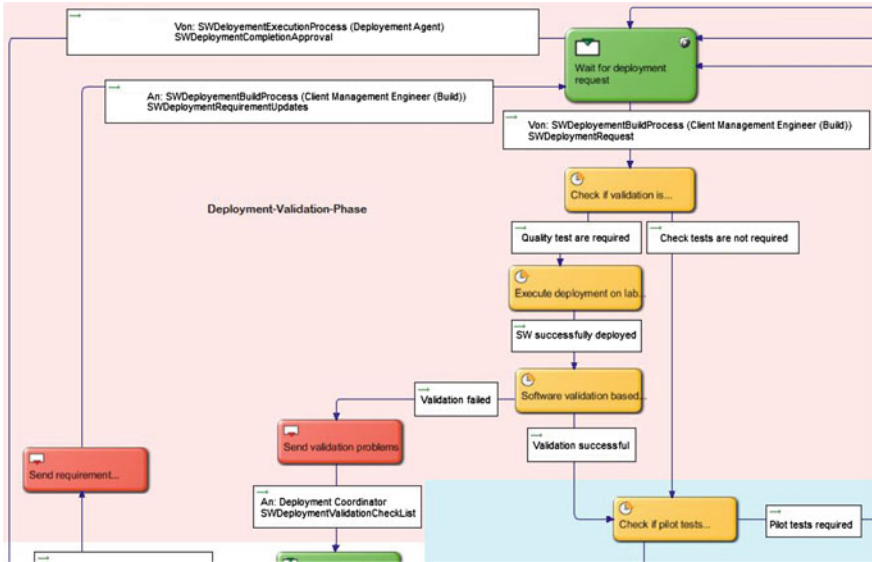 Von: SWDeloyementExecutionProcess (Deployement Agent)
SWDeploymentCompletionApproval
Wait for deployment
request
An: SWDeployementBuildProcess (Client Management Engineer (Build))
SWDeploymentRequirementUpdates
Von: SWDeloyementBuildProcess (Client Management Engineer (Build))
SWDeploymentRequest
Check if validation is...
Deployment-Validation-Phase
Quality test are required
Check tests are not required
Execute deployment on lab...
SW successfully deployed
Validation failed
Software validation based...
Send validation problems
Validation successful
Send requirement...
An: Deployment Coordinator
SWDeploymentValidationCheckList
Check if pilot tests...
Pilot tests required